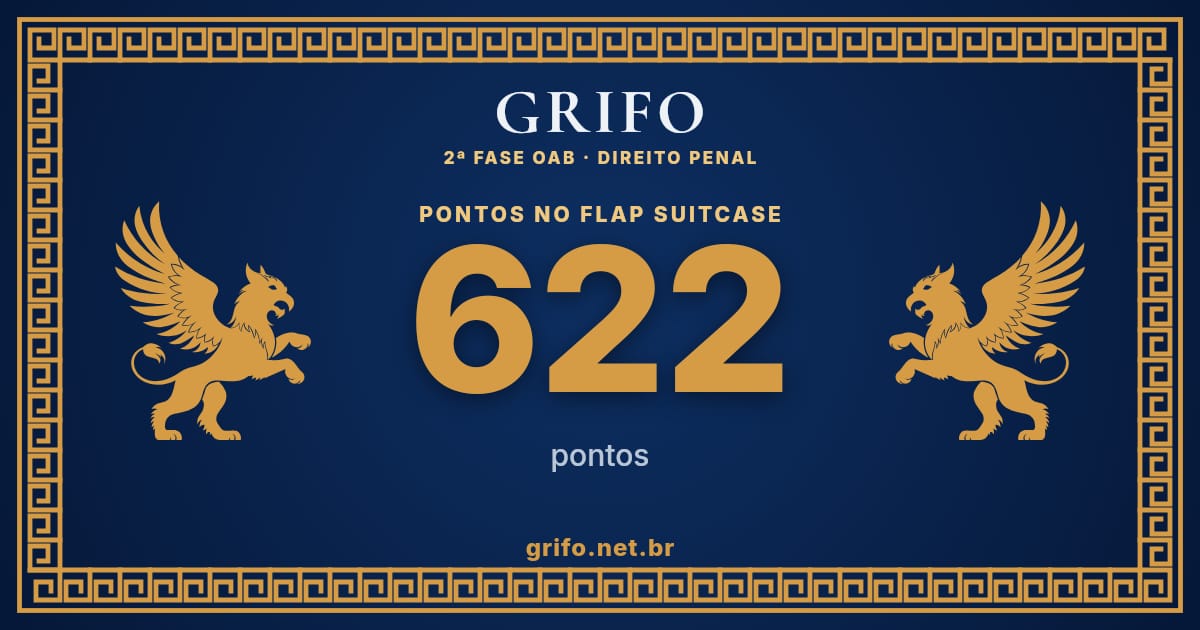 GRIFO
2ª FASE OAB · DIREITO PENAL
PONTOS NO FLAP SUITCASE
622
pontos
grifo.net.br